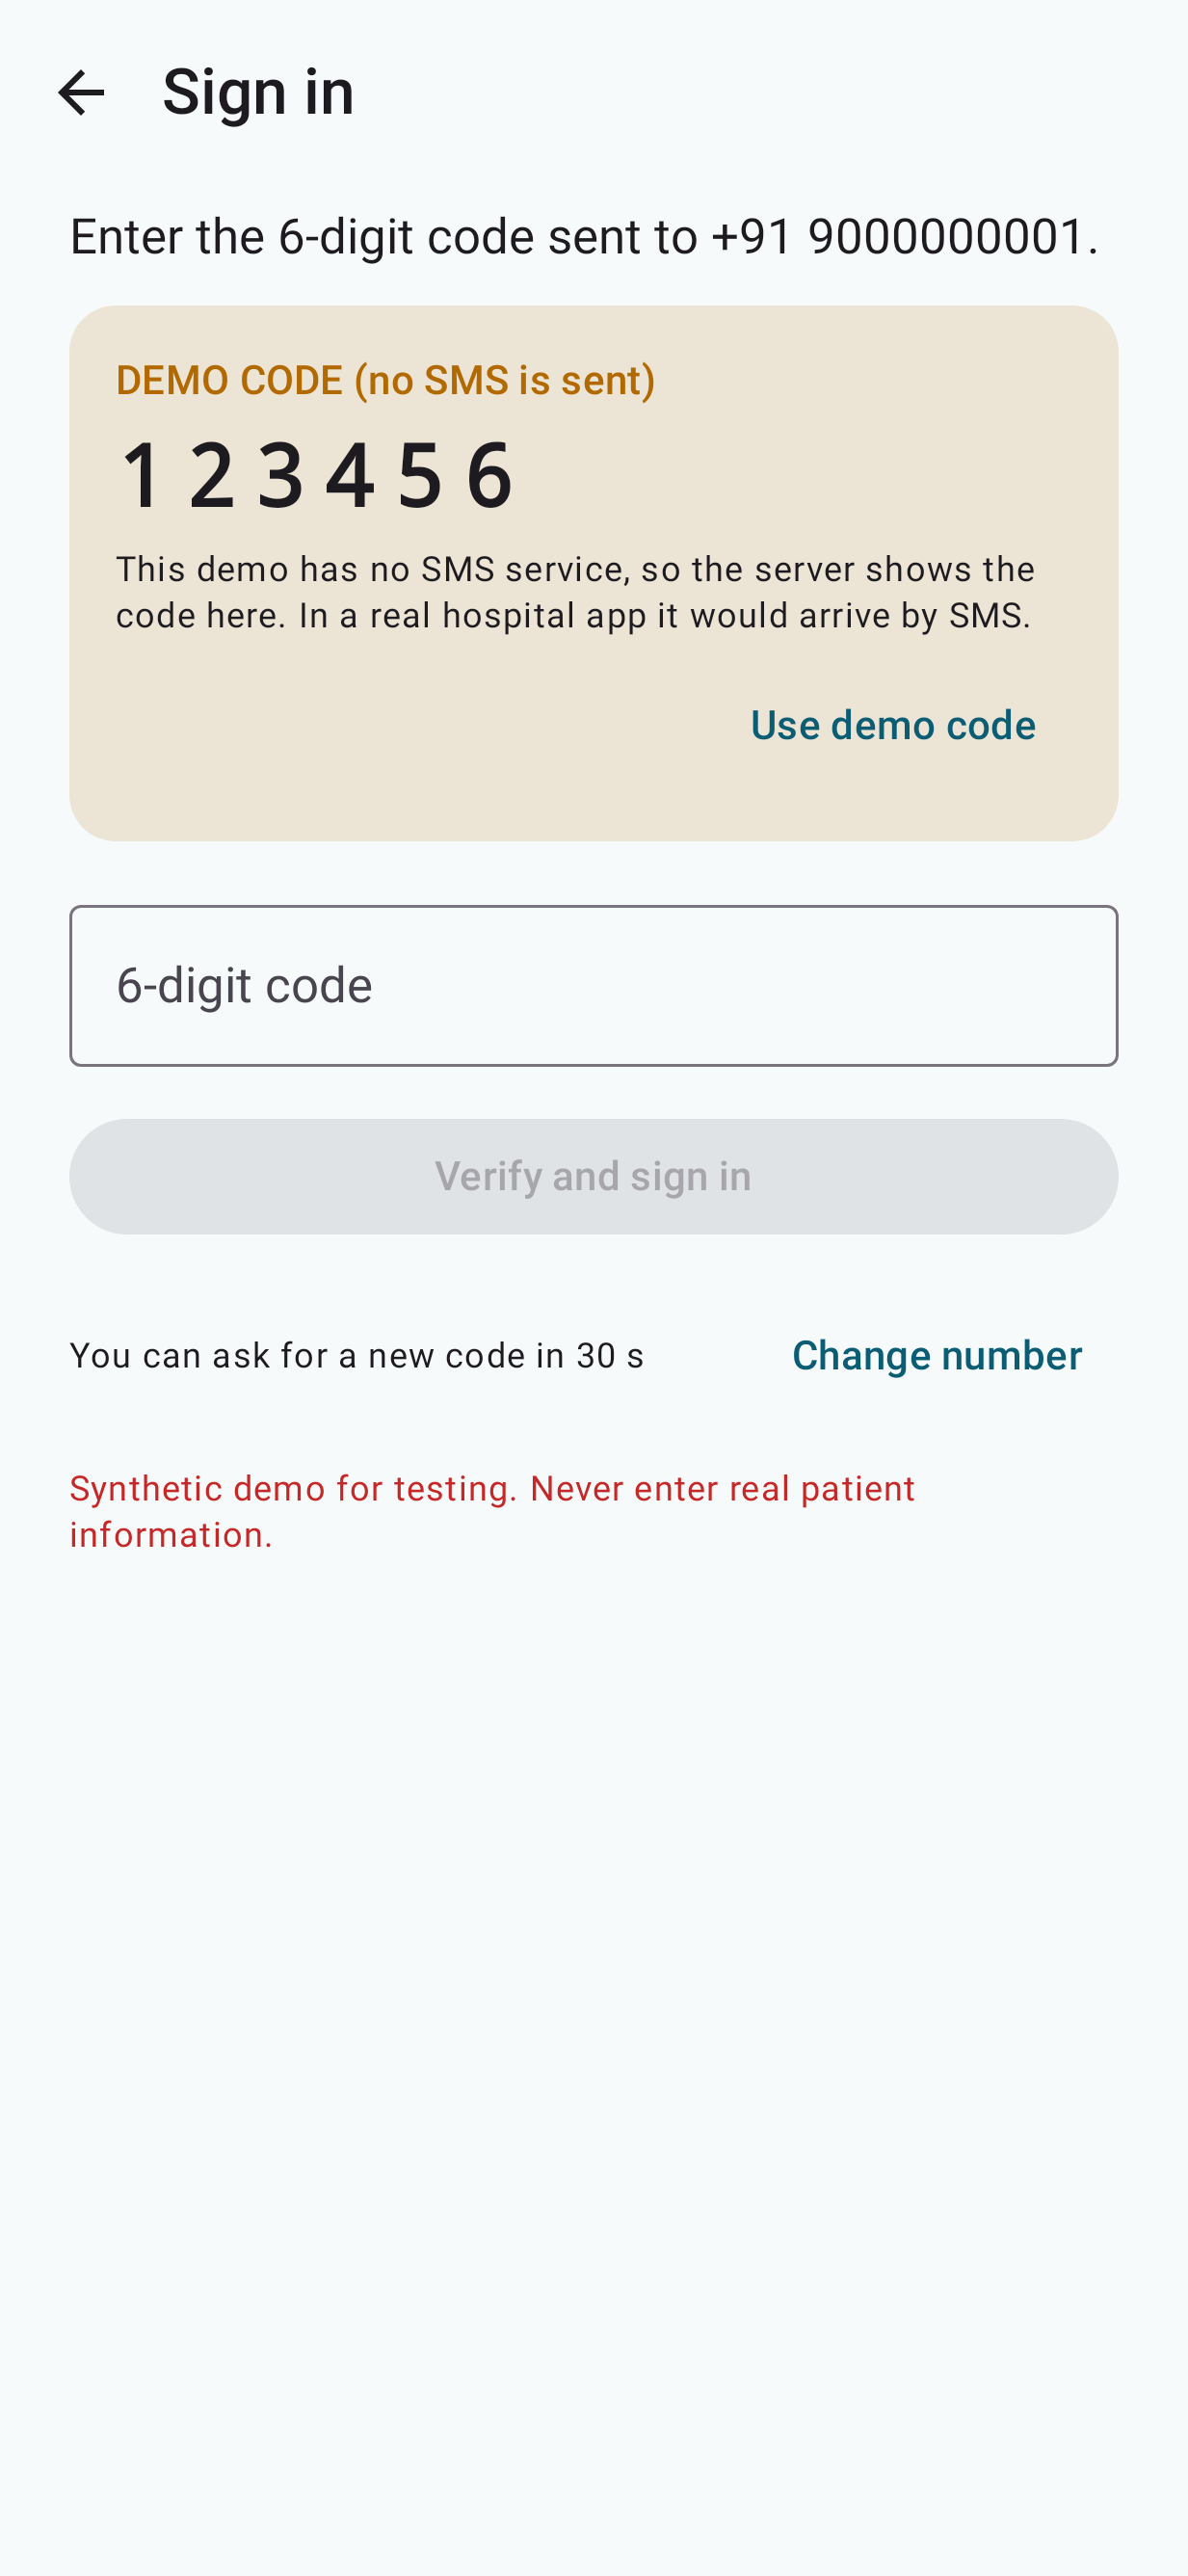 Sign in
Enter the 6-digit code sent to +91 9000000001.
DEMO CODE (no SMS is sent)
1 2 3 4 5 6
This demo has no SMS service, so the server shows the
code here. In a real hospital app it would arrive by SMS.
Use demo code
6-digit code
Verify and sign in
You can ask for a new code in 30 s
Change number
Synthetic demo for testing. Never enter real patient
information.